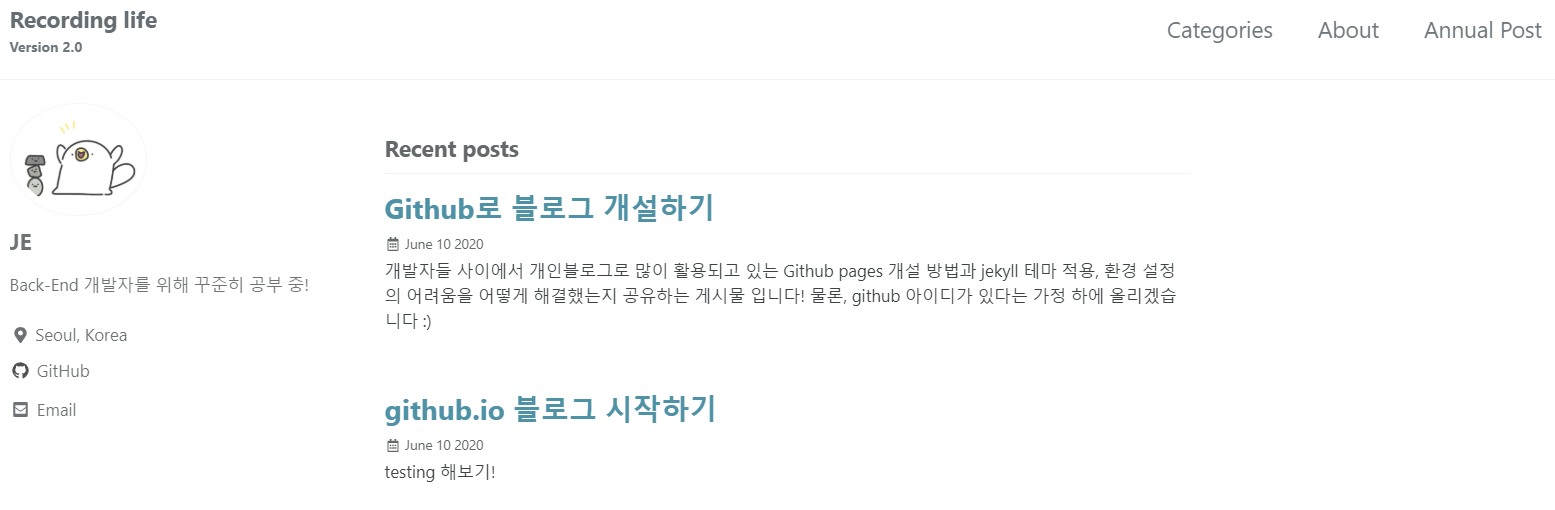 Recording life
Version 2.0
Categories
About
Annual Post
JE
Back-End 개발자를 위해 꾸준히 공부 중!
Seoul, Korea
GitHub
Email
Recent posts
Github로 블로그 개설하기
June 10 2020
개발자들 사이에서 개인블로그로 많이 활용되고 있는 Github pages 개설 방법과 jekyll 테마 적용, 환경 설정
의 어려움을 어떻게 해결했는지 공유하는 게시물 입니다! 물론, github 아이디가 있다는 가정 하에 올리겠습
니다 :)
github.io 블로그 시작하기
June 10 2020
testing 해보기!